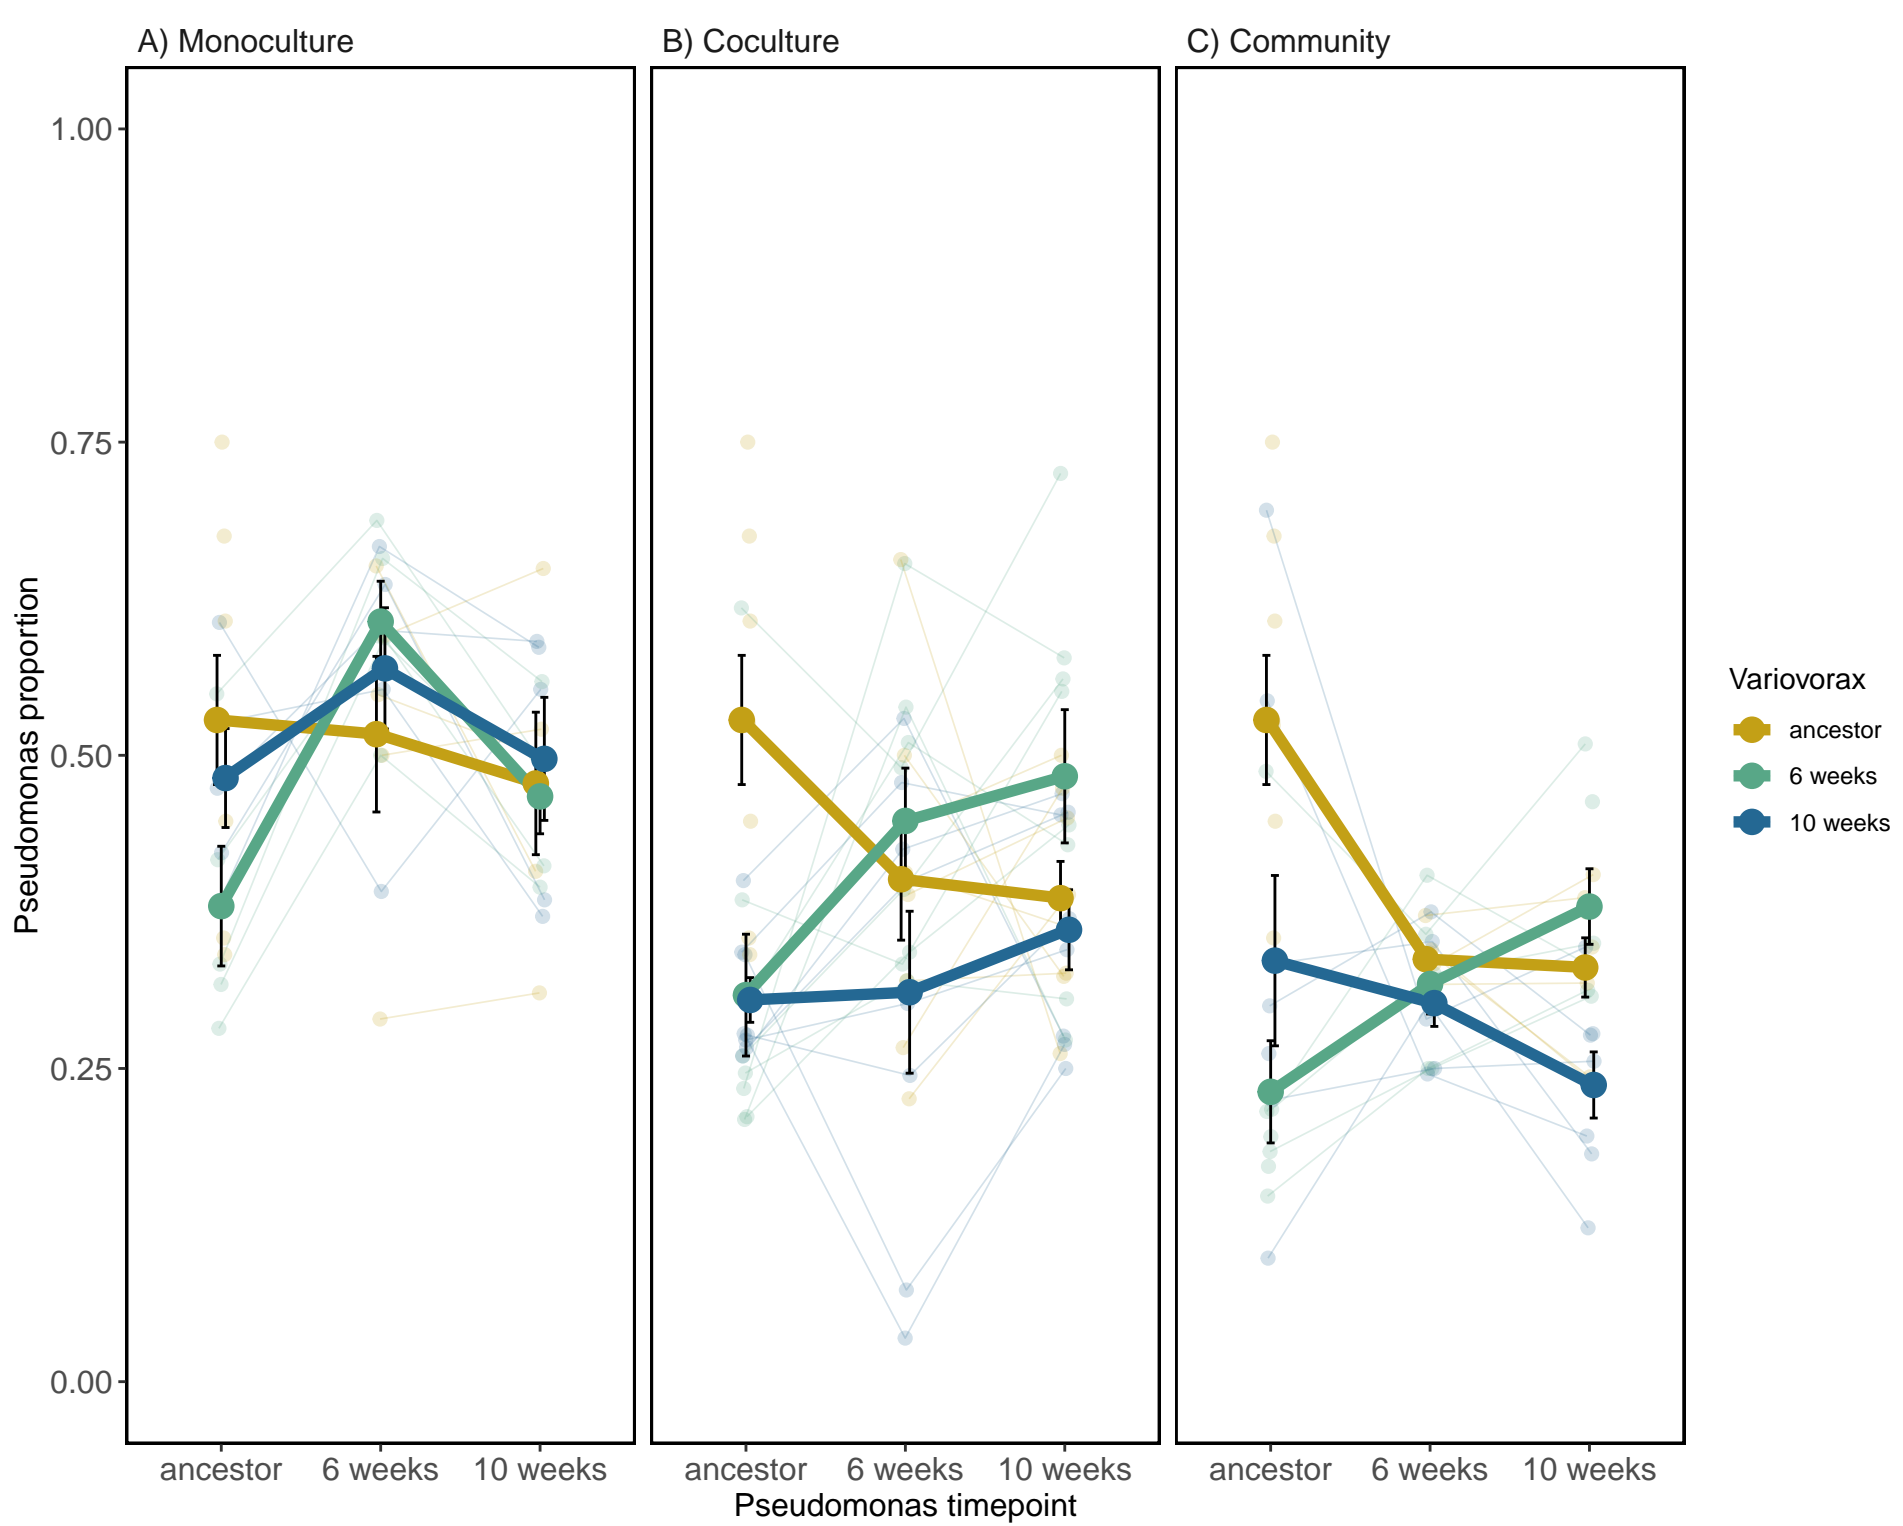 A) Monoculture
B) Coculture
C) Community
1.00
0.75
0.50
0.25
0.00
Pseudomonas proportion
ancestor
6 weeks
10 weeks
ancestor
6 weeks
10 weeks
ancestor
6 weeks
10 weeks
Pseudomonas timepoint
Variovorax
ancestor
6 weeks
10 weeks